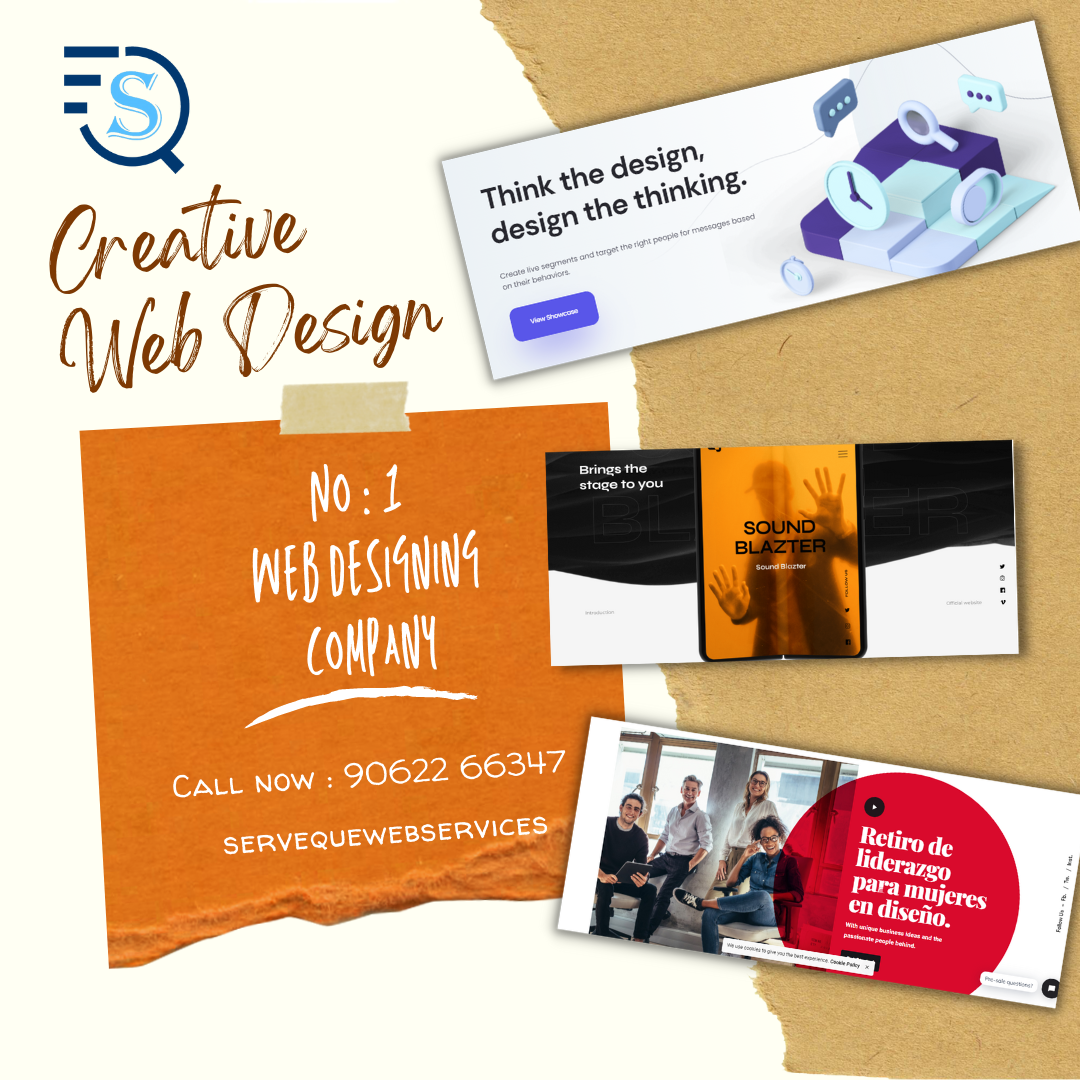 S
Creative
Web Design
NO : 1
WEB DESIGNING
COMPANY
CALL NOW : 90622 66347
SERVEQUEWEBSERVICES
Think the design,
design the thinking.
Create live segments and target the right people for messages based
on their behaviors.
View Showcase
Brings the
stage to you
BL
ZTER
SOUND
BLAZTER
Sound Blazter
FOLLOW US
Introduction
Official website
Retiro de
liderazgo
para mujeres
en diseño.
With unique business ideas and the
passionate people behind.
We use cookies to give you the best experience. Cookie Policy ×
Follow Us – Fb. / Tw. / Inst.
Pre-sale questions?